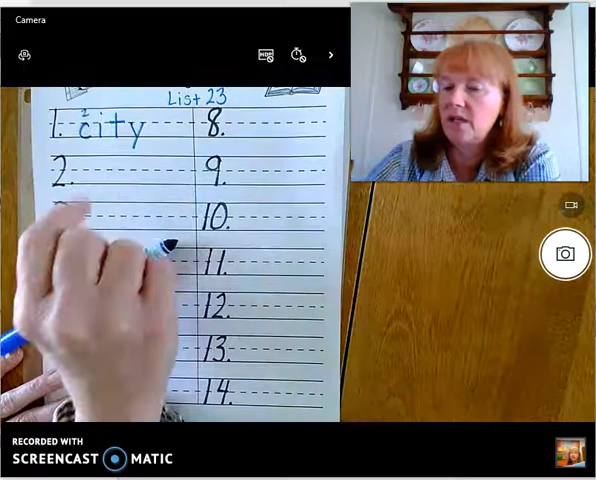 Camera
List 23
1. city
8.
2.
9.
10.
11.
12.
13.
14.
RECORDED WITH
SCREENCAST MATIC